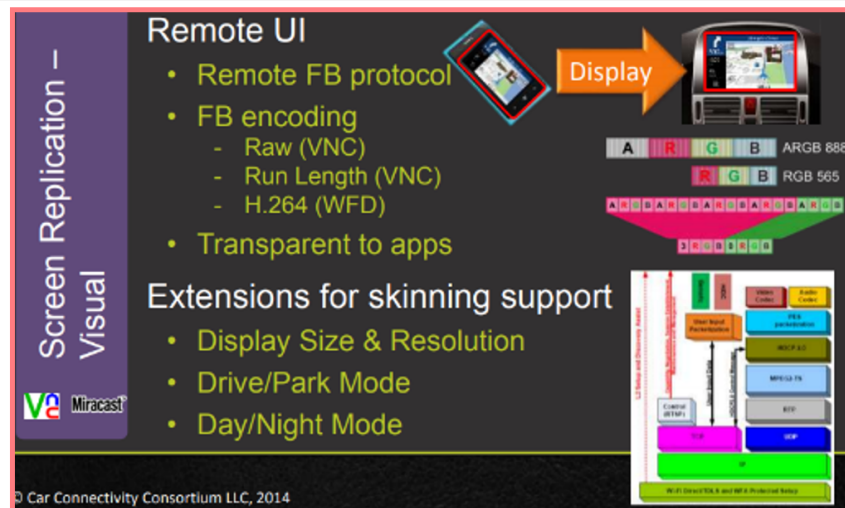 Screen Replication –
Visual
VNC
Miracast
Remote UI
• Remote FB protocol
• FB encoding
- Raw (VNC)
- Run Length (VNC)
- H.264 (WFD)
• Transparent to apps
Extensions for skinning support
• Display Size & Resolution
• Drive/Park Mode
• Day/Night Mode
Display
A R G B ARGB 888
R G B RGB 565
A R G B A R G B A R G B A R G B A R G B
3 R G B 3 R G B
Video
Codec
Audio
Codec
User Input
Packetization
PES
packetization
HDCP 2.0
MPEG2-TS
Control
(RTSP)
RTP
TCP
UDP
IP
© Car Connectivity Consortium LLC, 2014